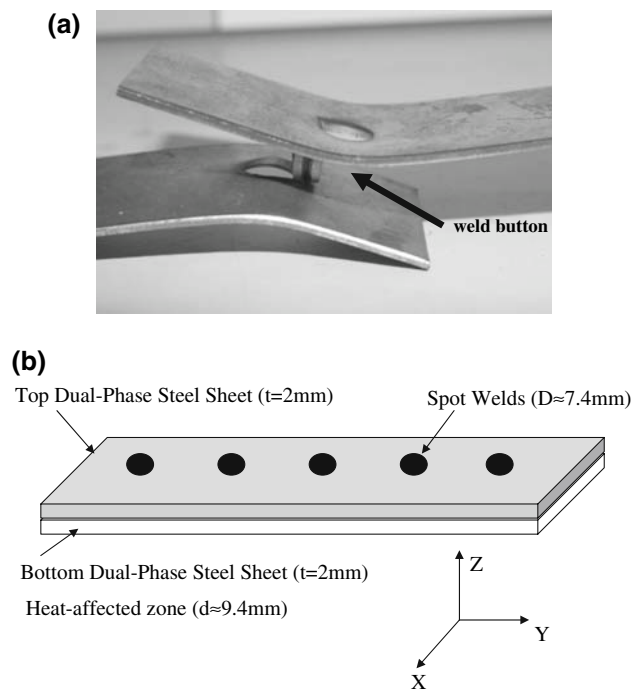 (a)
weld button
(b)
Top Dual-Phase Steel Sheet (t=2mm)
Spot Welds (D≈7.4mm)
Bottom Dual-Phase Steel Sheet (t=2mm)
Heat-affected zone (d≈9.4mm)
Z
Y
X